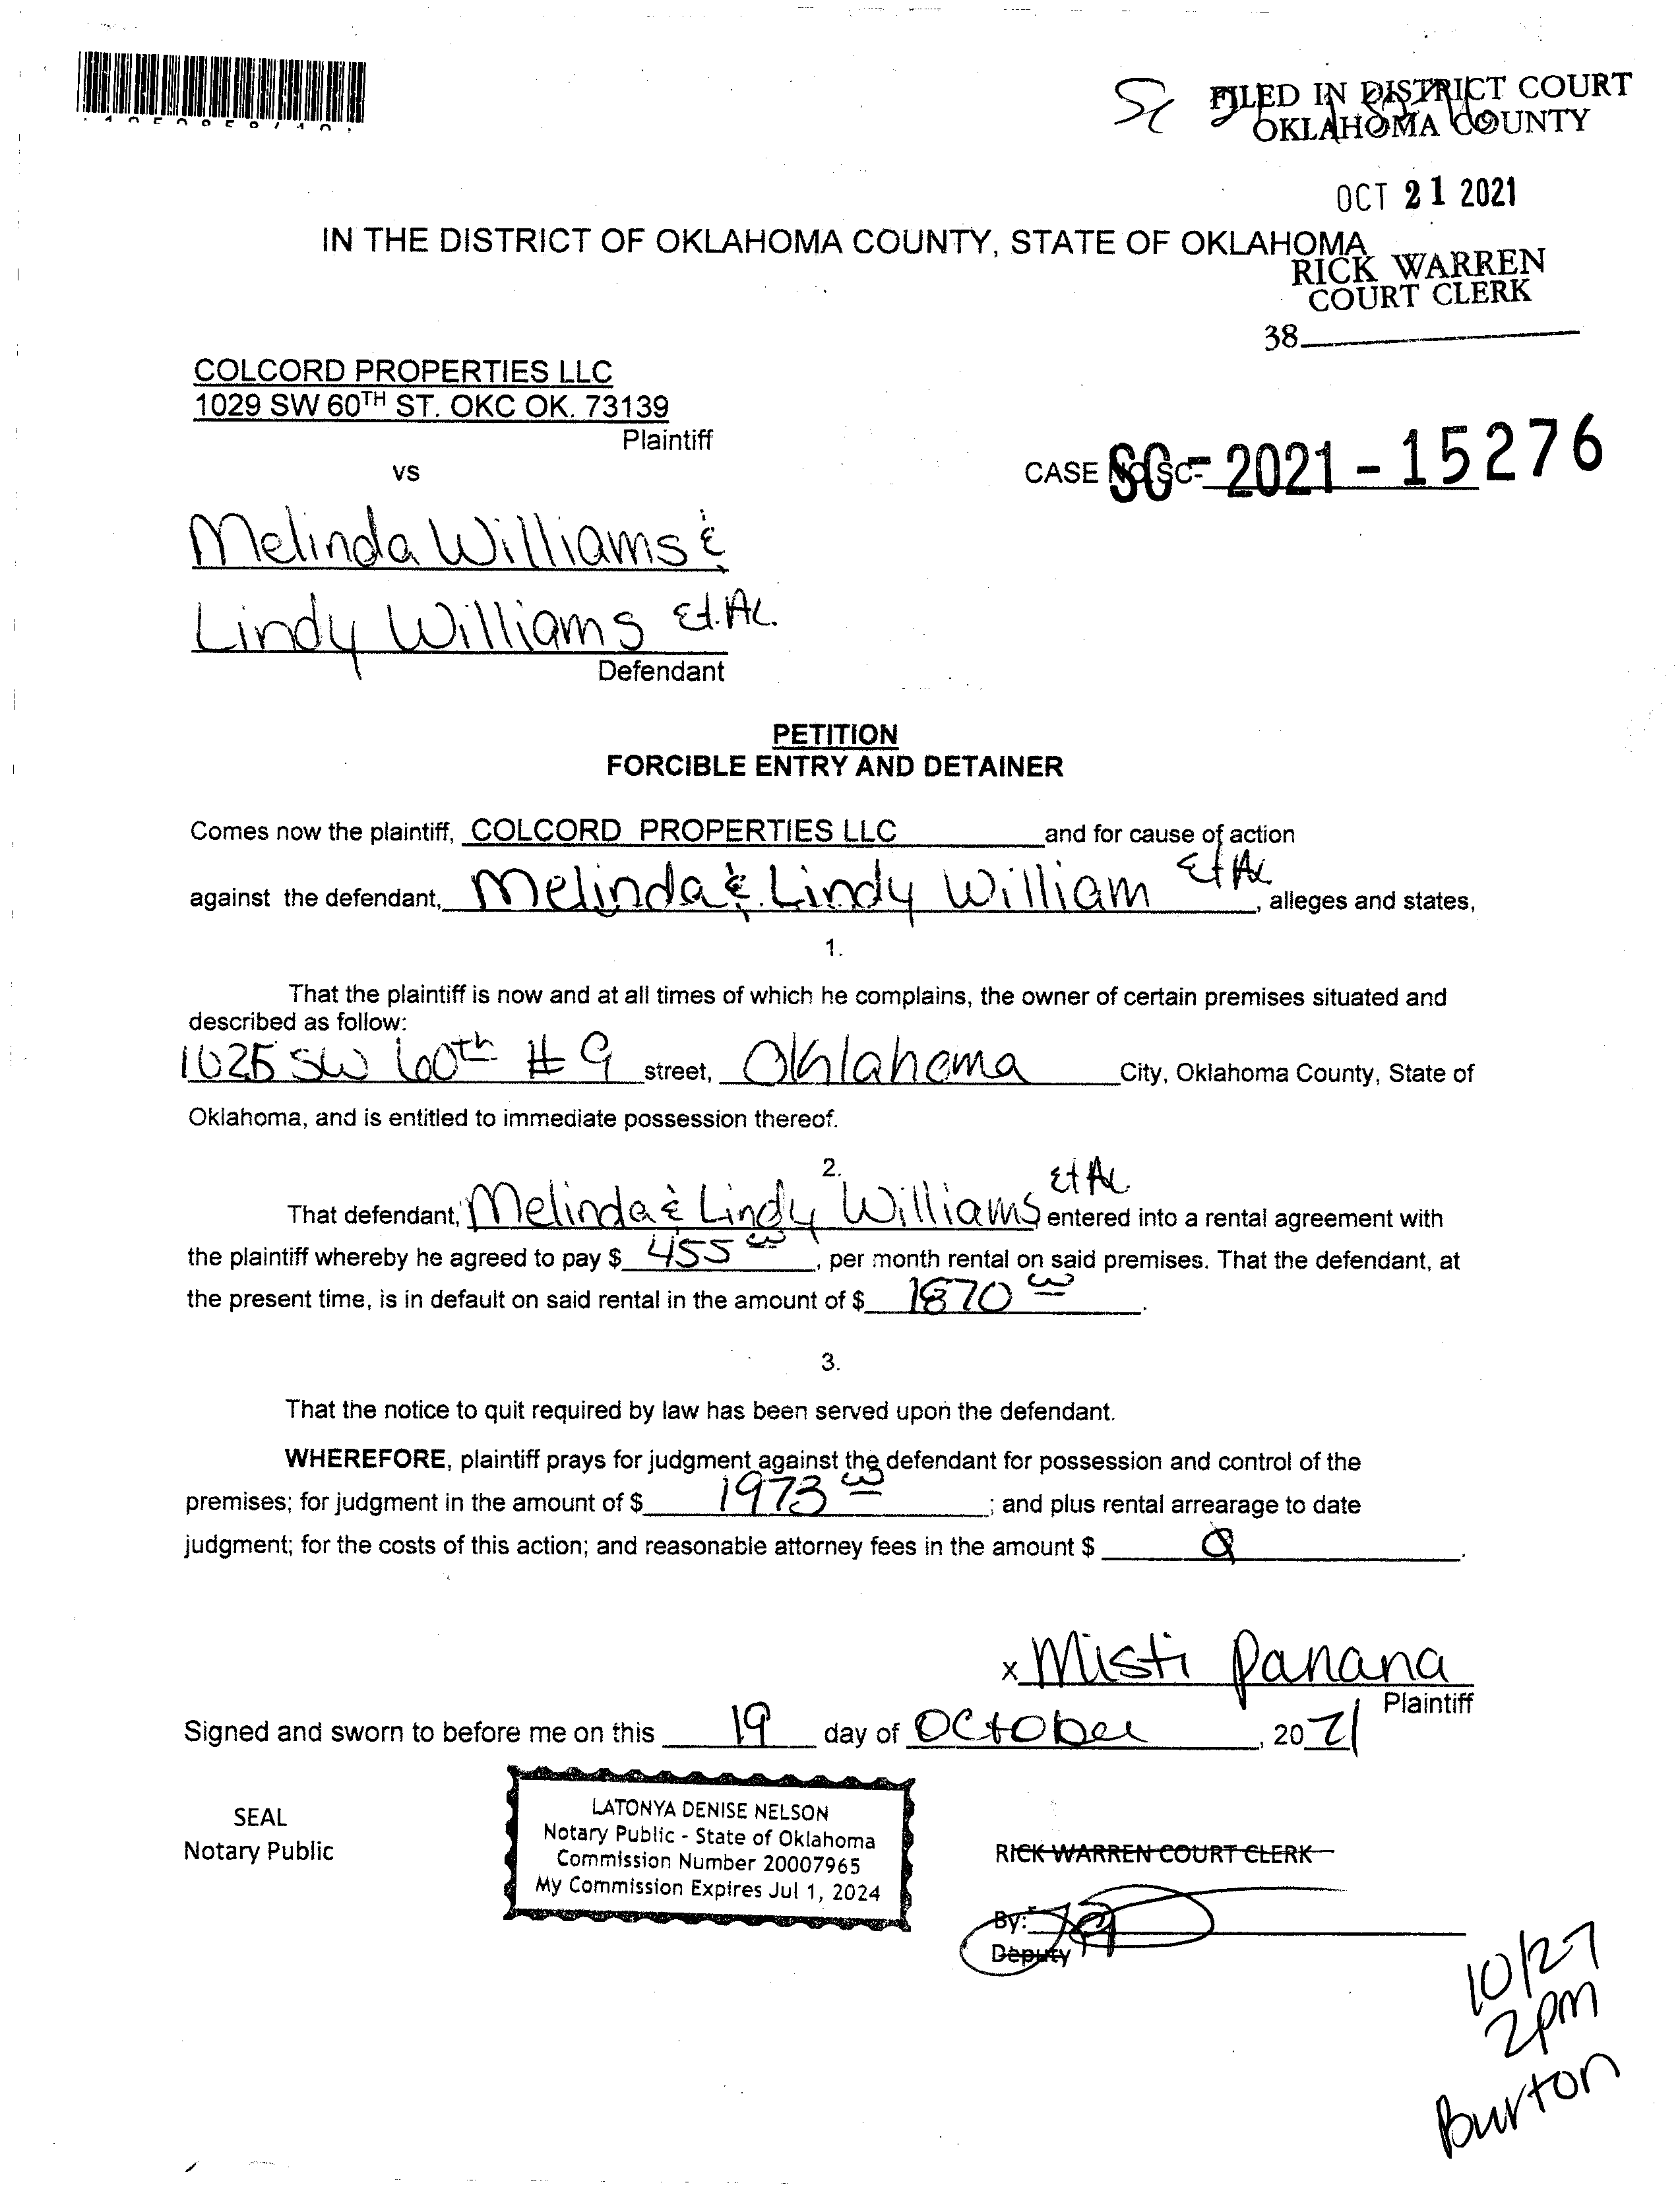 FILED IN DISTRICT COURT
OKLAHOMA COUNTY
OCT 21 2021
IN THE DISTRICT OF OKLAHOMA COUNTY, STATE OF OKLAHOMA
RICK WARREN
COURT CLERK
38
COLCORD PROPERTIES LLC
1029 SW 60TH ST. OKC OK. 73139
Plaintiff
vs
CASE NO. SC- SC-2021-15276
Melinda Williams &
Lindy Williams Et. AL.
Defendant
PETITION
FORCIBLE ENTRY AND DETAINER
Comes now the plaintiff, COLCORD PROPERTIES LLC and for cause of action
against the defendant, Melinda & Lindy William Et AL, alleges and states,
1.
That the plaintiff is now and at all times of which he complains, the owner of certain premises situated and
described as follow:
1025 SW 60th # 9 street, Oklahoma City, Oklahoma County, State of
Oklahoma, and is entitled to immediate possession thereof.
2.
That defendant, Melinda & Lindy Williams Et AL entered into a rental agreement with
the plaintiff whereby he agreed to pay $ 455 00, per month rental on said premises. That the defendant, at
the present time, is in default on said rental in the amount of $ 1870 00.
3.
That the notice to quit required by law has been served upon the defendant.
WHEREFORE, plaintiff prays for judgment against the defendant for possession and control of the
premises; for judgment in the amount of $ 1973 00; and plus rental arrearage to date
judgment; for the costs of this action; and reasonable attorney fees in the amount $ 0.
x Misti Panana
Plaintiff
Signed and sworn to before me on this 19 day of October, 2021
SEAL
Notary Public
LATONYA DENISE NELSON
Notary Public - State of Oklahoma
Commission Number 20007965
My Commission Expires Jul 1, 2024
RICK WARREN COURT CLERK
By:
Deputy
10/27
2pm
Burton